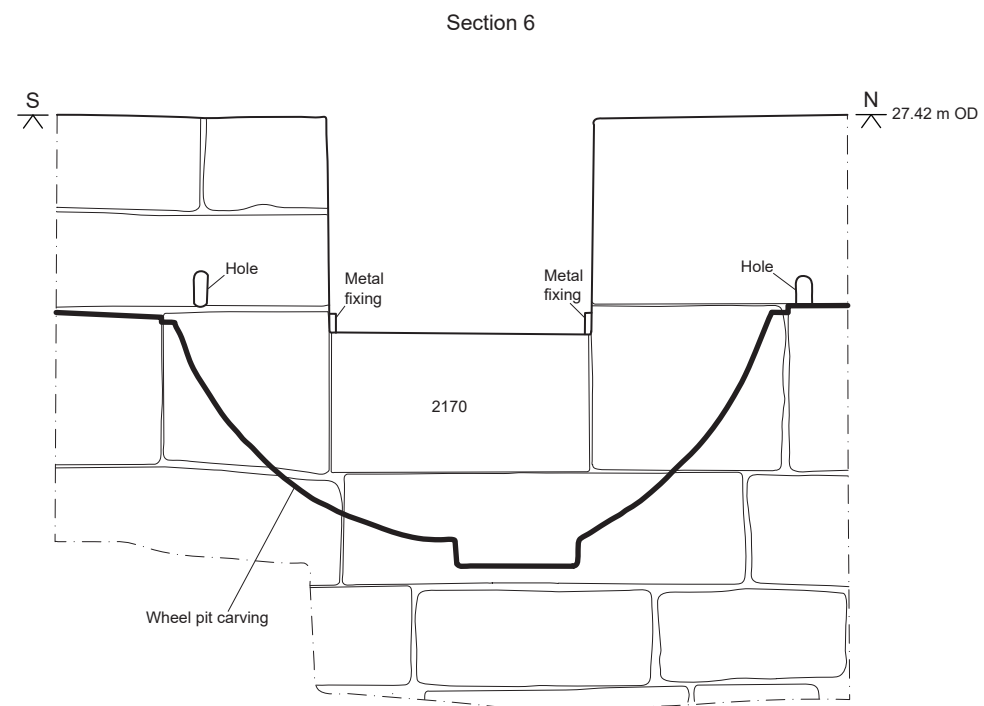 Section 6
S
N
27.42 m OD
Hole
Metal
fixing
Metal
fixing
Hole
2170
Wheel pit carving